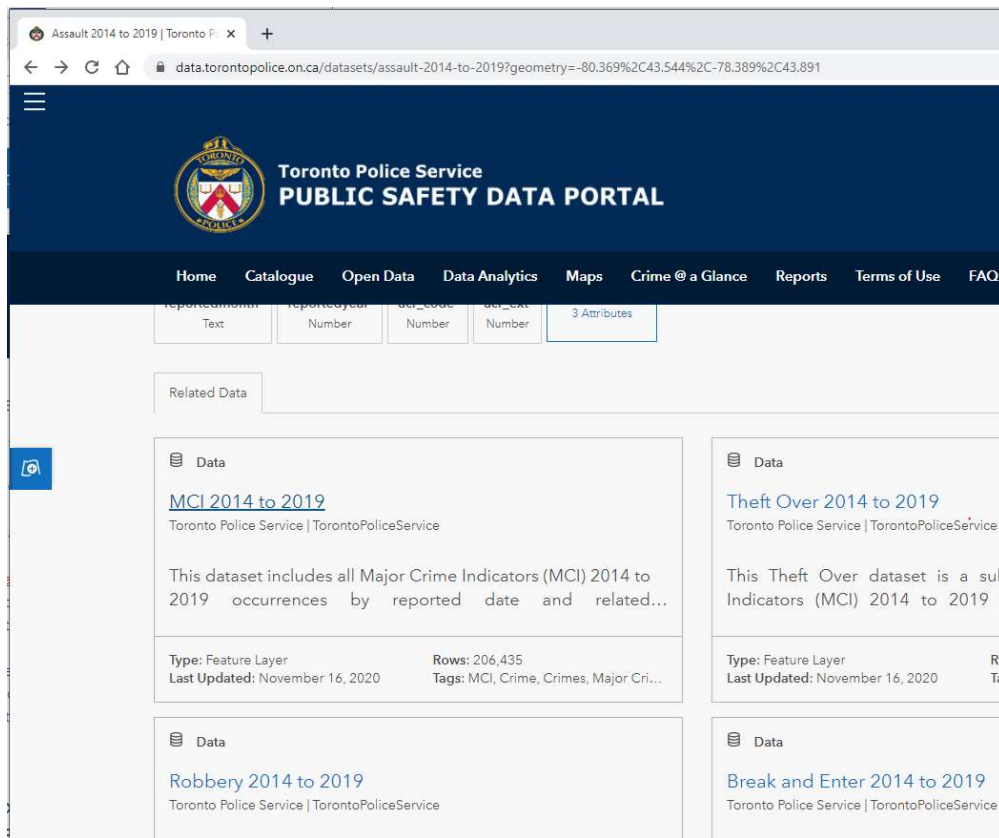 Assault 2014 to 2019 | Toronto P
data.torontopolice.on.ca/datasets/assault-2014-to-2019?geometry=-80.369%2C43.544%2C-78.389%2C43.891
TORONTO
POLICE
Toronto Police Service
PUBLIC SAFETY DATA PORTAL
Home Catalogue Open Data Data Analytics Maps Crime @ a Glance Reports Terms of Use FAQ
Text Number Number Number 3 Attributes
Related Data
Data
MCI 2014 to 2019
Toronto Police Service | TorontoPoliceService
This dataset includes all Major Crime Indicators (MCI) 2014 to
2019 occurrences by reported date and related...
Type: Feature Layer Rows: 206,435
Last Updated: November 16, 2020 Tags: MCI, Crime, Crimes, Major Cri...
Data
Theft Over 2014 to 2019
Toronto Police Service | TorontoPoliceService
This Theft Over dataset is a
Indicators (MCI) 2014 to 2019
Type: Feature Layer
Last Updated: November 16, 2020
Data
Robbery 2014 to 2019
Toronto Police Service | TorontoPoliceService
Data
Break and Enter 2014 to 2019
Toronto Police Service | TorontoPoliceService